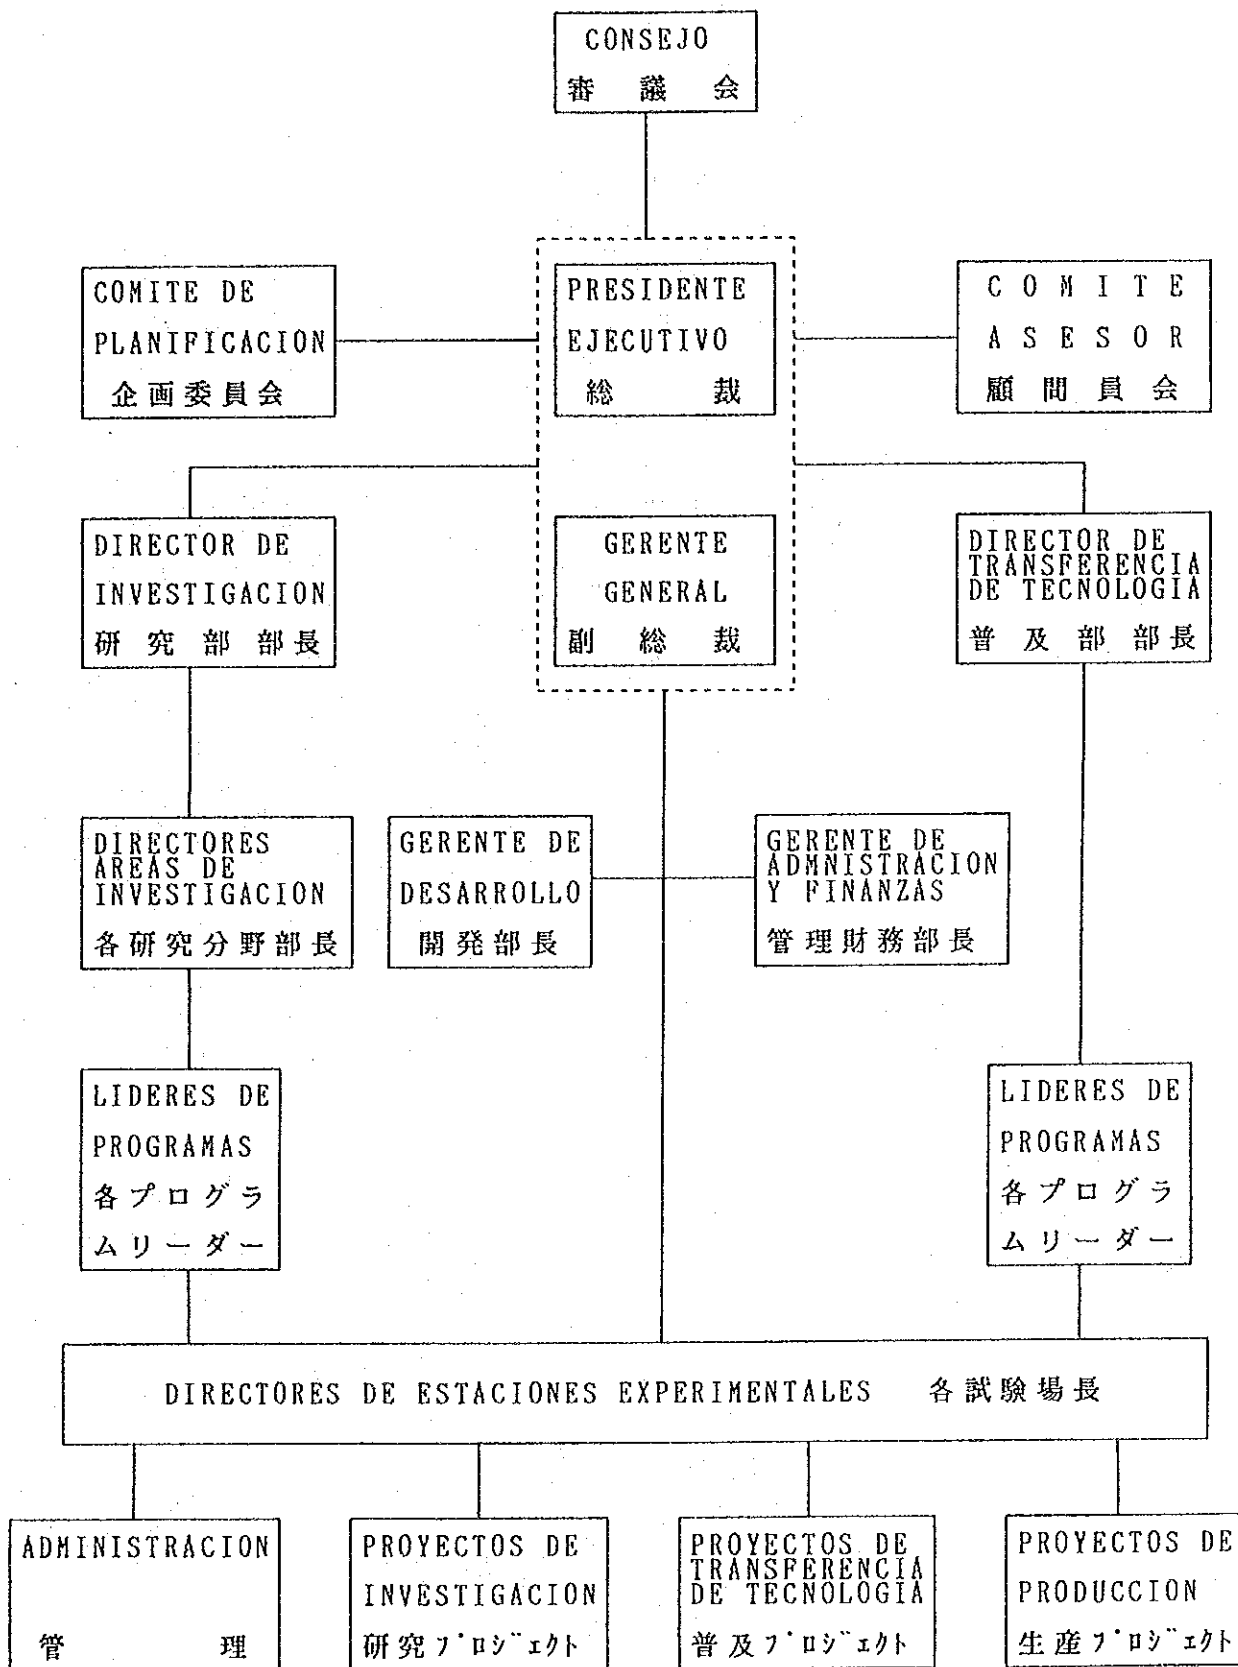 CONSEJO
審議会
COMITE DE
PLANIFICACION
企画委員会
PRESIDENTE
EJECUTIVO
総裁
COMITE
ASESOR
顧問員会
DIRECTOR DE
INVESTIGACION
研究部部長
GERENTE
GENERAL
副総裁
DIRECTOR DE
TRANSFERENCIA
DE TECNOLOGIA
普及部部長
DIRECTORES
AREAS DE
INVESTIGACION
各研究分野部長
GERENTE DE
DESARROLLO
開発部長
GERENTE DE
ADMNISTRACION
Y FINANZAS
管理財務部長
LIDERES DE
PROGRAMAS
各プログラ
ムリーダー
LIDERES DE
PROGRAMAS
各プログラ
ムリーダー
DIRECTORES DE ESTACIONES EXPERIMENTALES 各試験場長
ADMINISTRACION
管理
PROYECTOS DE
INVESTIGACION
研究プロジェクト
PROYECTOS DE
TRANSFERENCIA
DE TECNOLOGIA
普及プロジェクト
PROYECTOS DE
PRODUCCION
生産プロジェクト